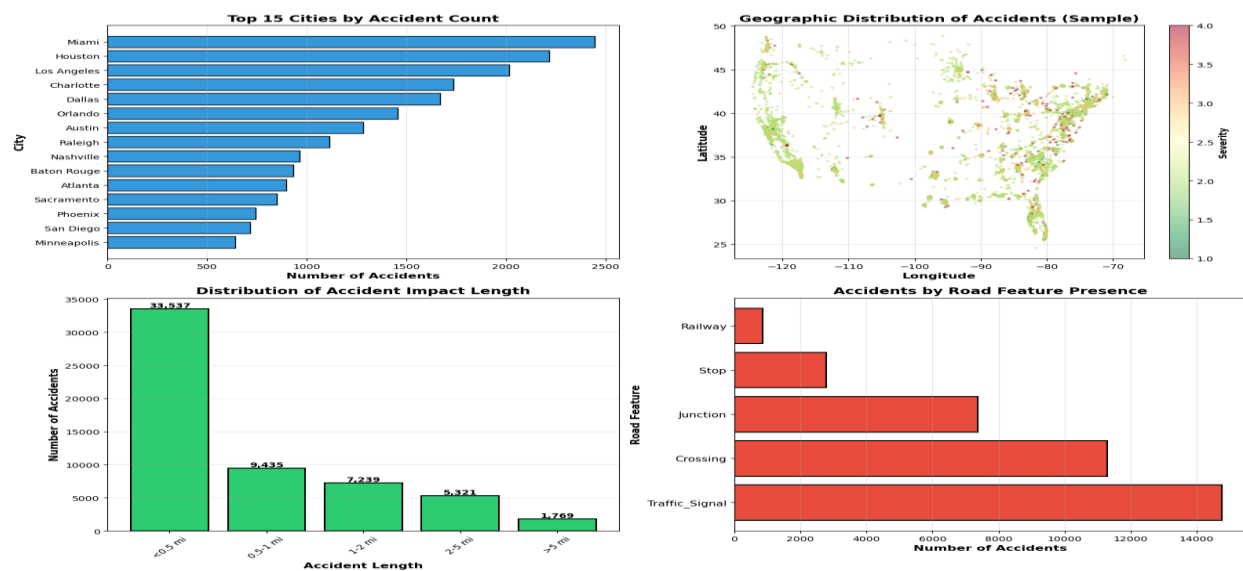 Top 15 Cities by Accident Count
City
Miami
Houston
Los Angeles
Charlotte
Dallas
Orlando
Austin
Raleigh
Nashville
Baton Rouge
Atlanta
Sacramento
Phoenix
San Diego
Minneapolis
0 500 1000 1500 2000 2500
Number of Accidents
Geographic Distribution of Accidents (Sample)
Latitude
50
45
40
35
30
25
−120 −110 −100 −90 −80 −70
Longitude
4.0
3.5
3.0
2.5
2.0
1.5
1.0
Severity
Distribution of Accident Impact Length
Number of Accidents
35000
30000
25000
20000
15000
10000
5000
0
33,537
9,435
7,239
5,321
1,769
<0.5 mi 0.5-1 mi 1-2 mi 2-5 mi >5 mi
Accident Length
Accidents by Road Feature Presence
Road Feature
Railway
Stop
Junction
Crossing
Traffic_Signal
0 2000 4000 6000 8000 10000 12000 14000
Number of Accidents